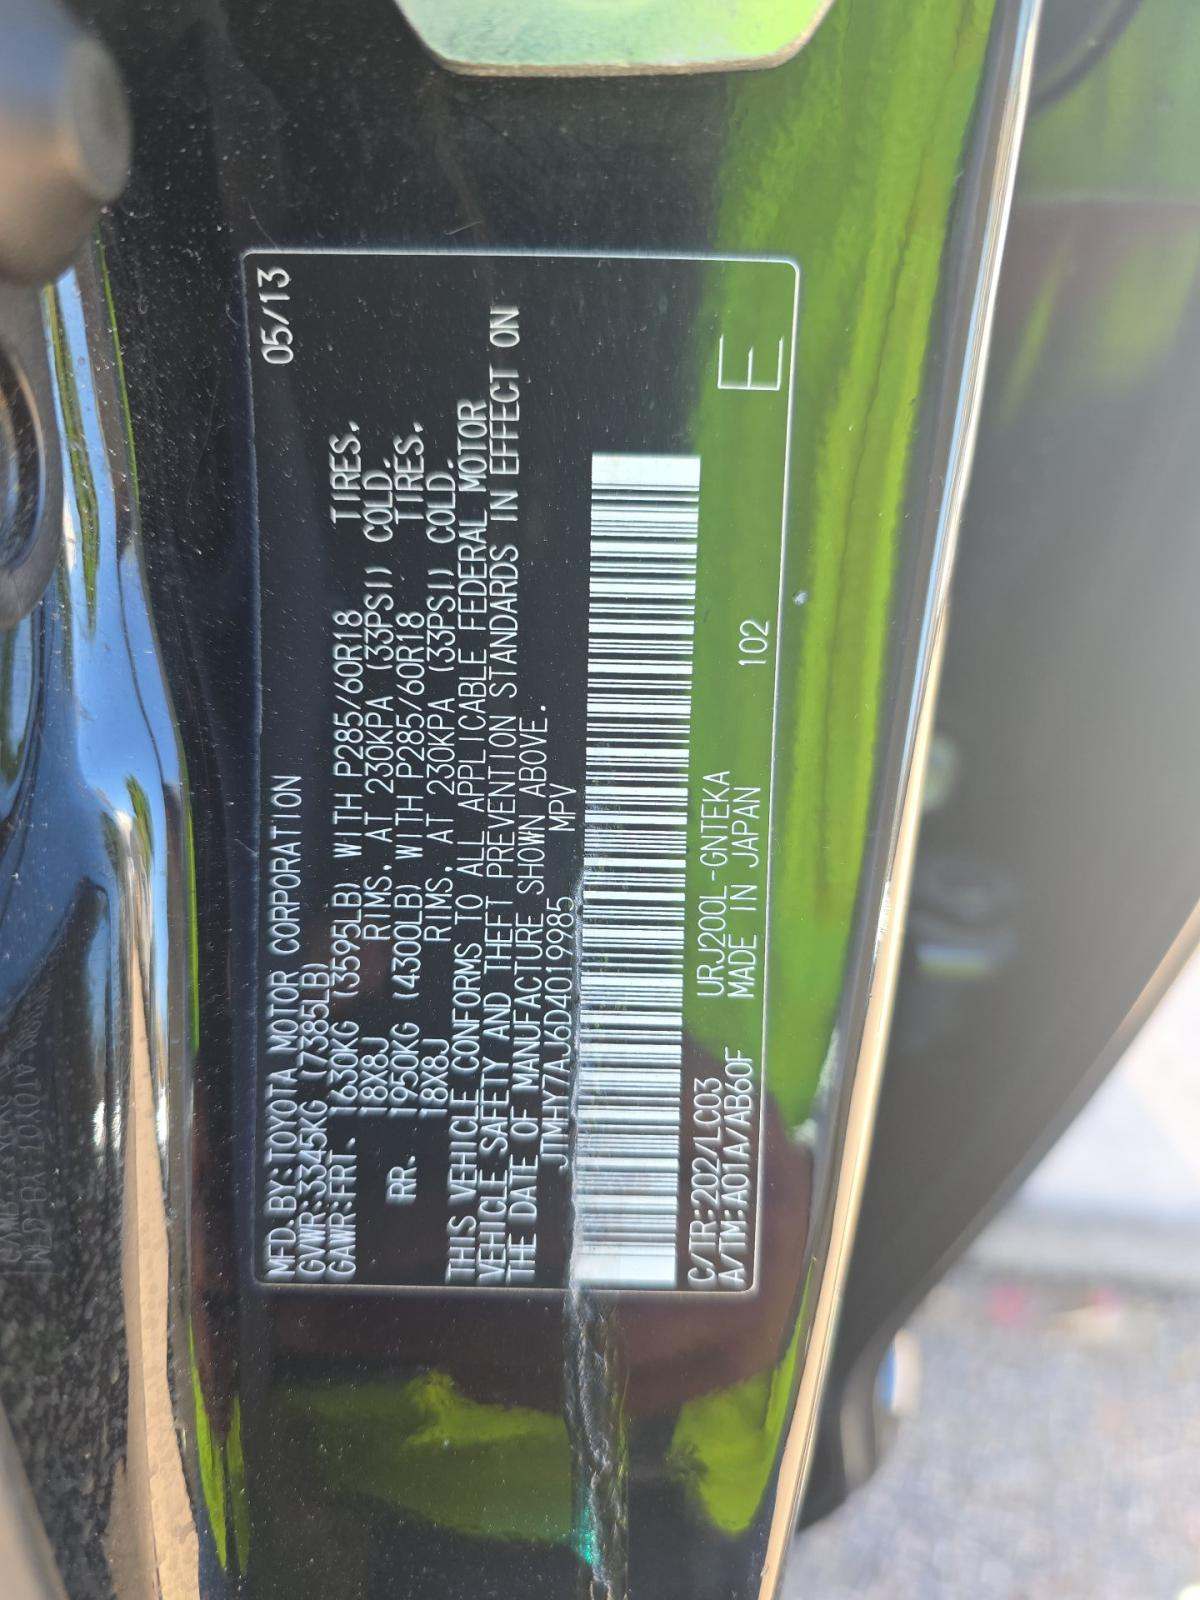 MFD.BY:TOYOTA MOTOR CORPORATION 05/13
GVWR:3345KG (7385LB)
GAWR:FRT. 1630KG (3595LB) WITH P285/60R18 TIRES.
18X8J RIMS, AT 230KPA (33PSI) COLD.
RR. 1950KG (4300LB) WITH P285/60R18 TIRES.
18X8J RIMS, AT 230KPA (33PSI) COLD.
THIS VEHICLE CONFORMS TO ALL APPLICABLE FEDERAL MOTOR
VEHICLE SAFETY AND THEFT PREVENTION STANDARDS IN EFFECT ON
THE DATE OF MANUFACTURE SHOWN ABOVE.
JTMHY7AJ6D4019985 MPV
C/TR:202/LC03 URJ200L-GNTEKA
A/TM:A01A/AB60F MADE IN JAPAN 102
E